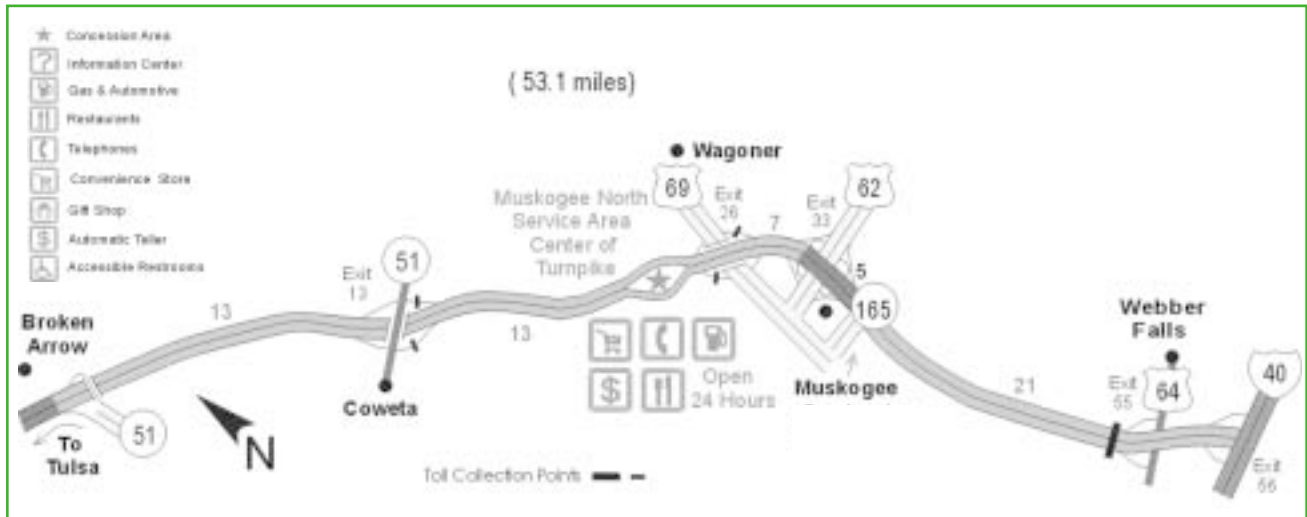 Concession Area
?
Information Center
Gas & Automotive
Restaurants
Telephones
Convenience Store
Gift Shop
$
Automatic Teller
Accessible Restrooms
( 53.1 miles)
Wagoner
69
62
Muskogee North
Service Area
Center of
Turnpike
Exit
26
7
Exit
33
5
165
51
Exit
13
13
13
Broken
Arrow
Coweta
51
To
Tulsa
N
$
Open
24 Hours
Muskogee
21
Webber
Falls
Exit
55
64
40
Exit
56
Toll Collection Points